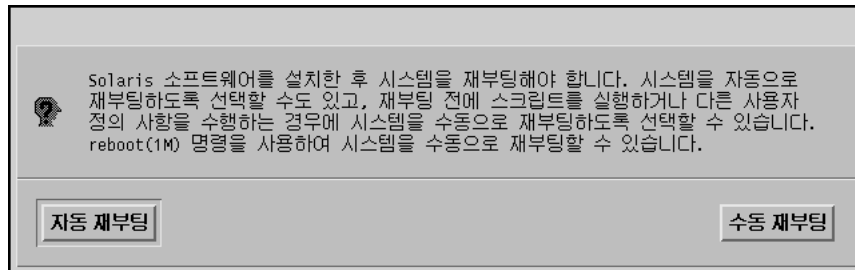 Solaris 소프트웨어를 설치한 후 시스템을 재부팅해야 합니다. 시스템을 자동으로
재부팅하도록 선택할 수도 있고, 재부팅 전에 스크립트를 실행하거나 다른 사용자
정의 사항을 수행하는 경우에 시스템을 수동으로 재부팅하도록 선택할 수 있습니다.
reboot(1M) 명령을 사용하여 시스템을 수동으로 재부팅할 수 있습니다.
자동 재부팅
수동 재부팅